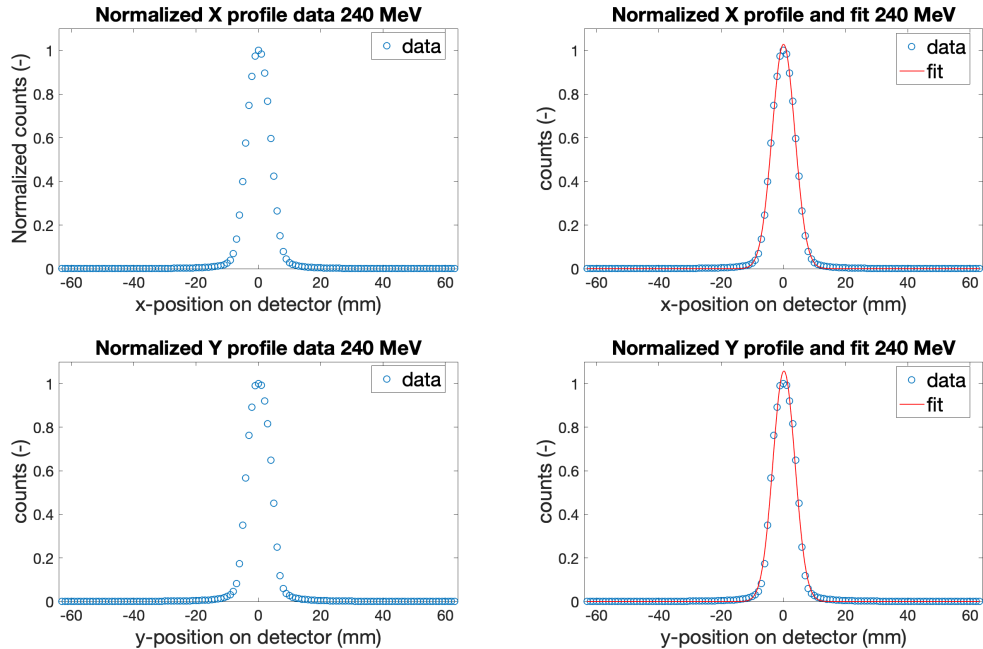 Normalized X profile data 240 MeV
data
Normalized counts (-)
1
0.8
0.6
0.4
0.2
0
-60 -40 -20 0 20 40 60
x-position on detector (mm)
Normalized X profile and fit 240 MeV
data
fit
counts (-)
1
0.8
0.6
0.4
0.2
0
-60 -40 -20 0 20 40 60
x-position on detector (mm)
Normalized Y profile data 240 MeV
data
counts (-)
1
0.8
0.6
0.4
0.2
0
-60 -40 -20 0 20 40 60
y-position on detector (mm)
Normalized Y profile and fit 240 MeV
data
fit
counts (-)
1
0.8
0.6
0.4
0.2
0
-60 -40 -20 0 20 40 60
y-position on detector (mm)